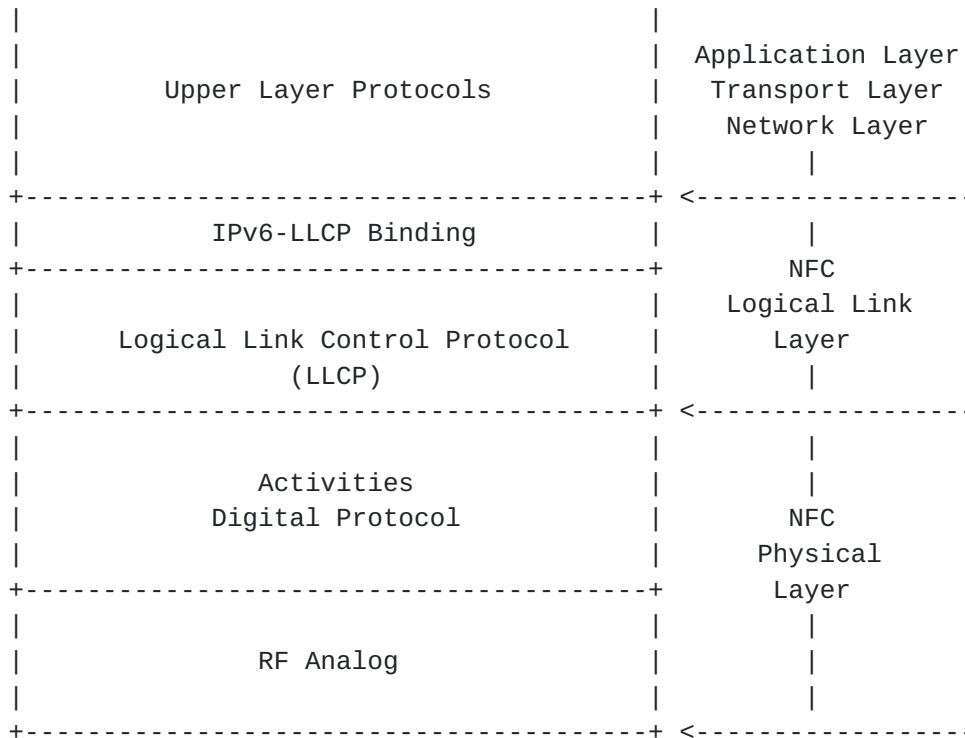 |                                        |
|                                        |  Application Layer
|         Upper Layer Protocols          |   Transport Layer
|                                        |    Network Layer
|                                        |         |
+----------------------------------------+ <------------------
|            IPv6-LLCP Binding           |         |
+----------------------------------------+        NFC
|                                        |    Logical Link
|      Logical Link Control Protocol     |       Layer
|                 (LLCP)                 |         |
+----------------------------------------+ <------------------
|                                        |         |
|               Activities               |         |
|            Digital Protocol            |        NFC
|                                        |      Physical
+----------------------------------------+       Layer
|                                        |         |
|               RF Analog                |         |
|                                        |         |
+----------------------------------------+ <------------------